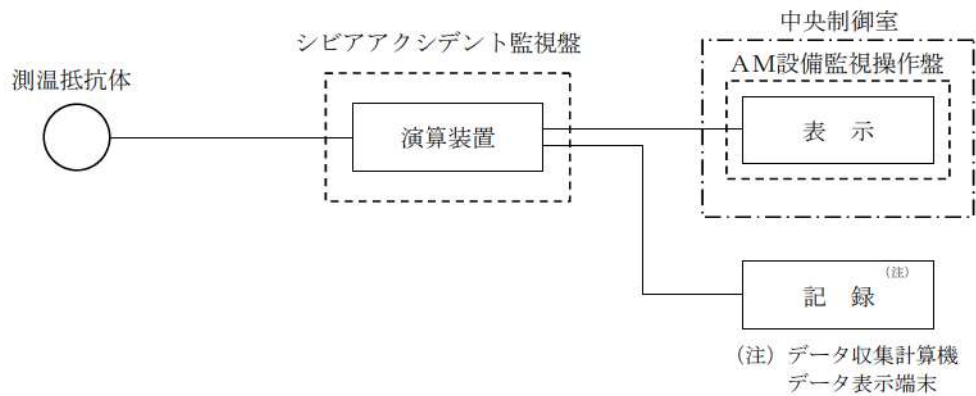 中央制御室
シビアアクシデント監視盤
AM設備監視操作盤
測温抵抗体
演算装置
表 示
記 録 (注)
(注) データ収集計算機
データ表示端末